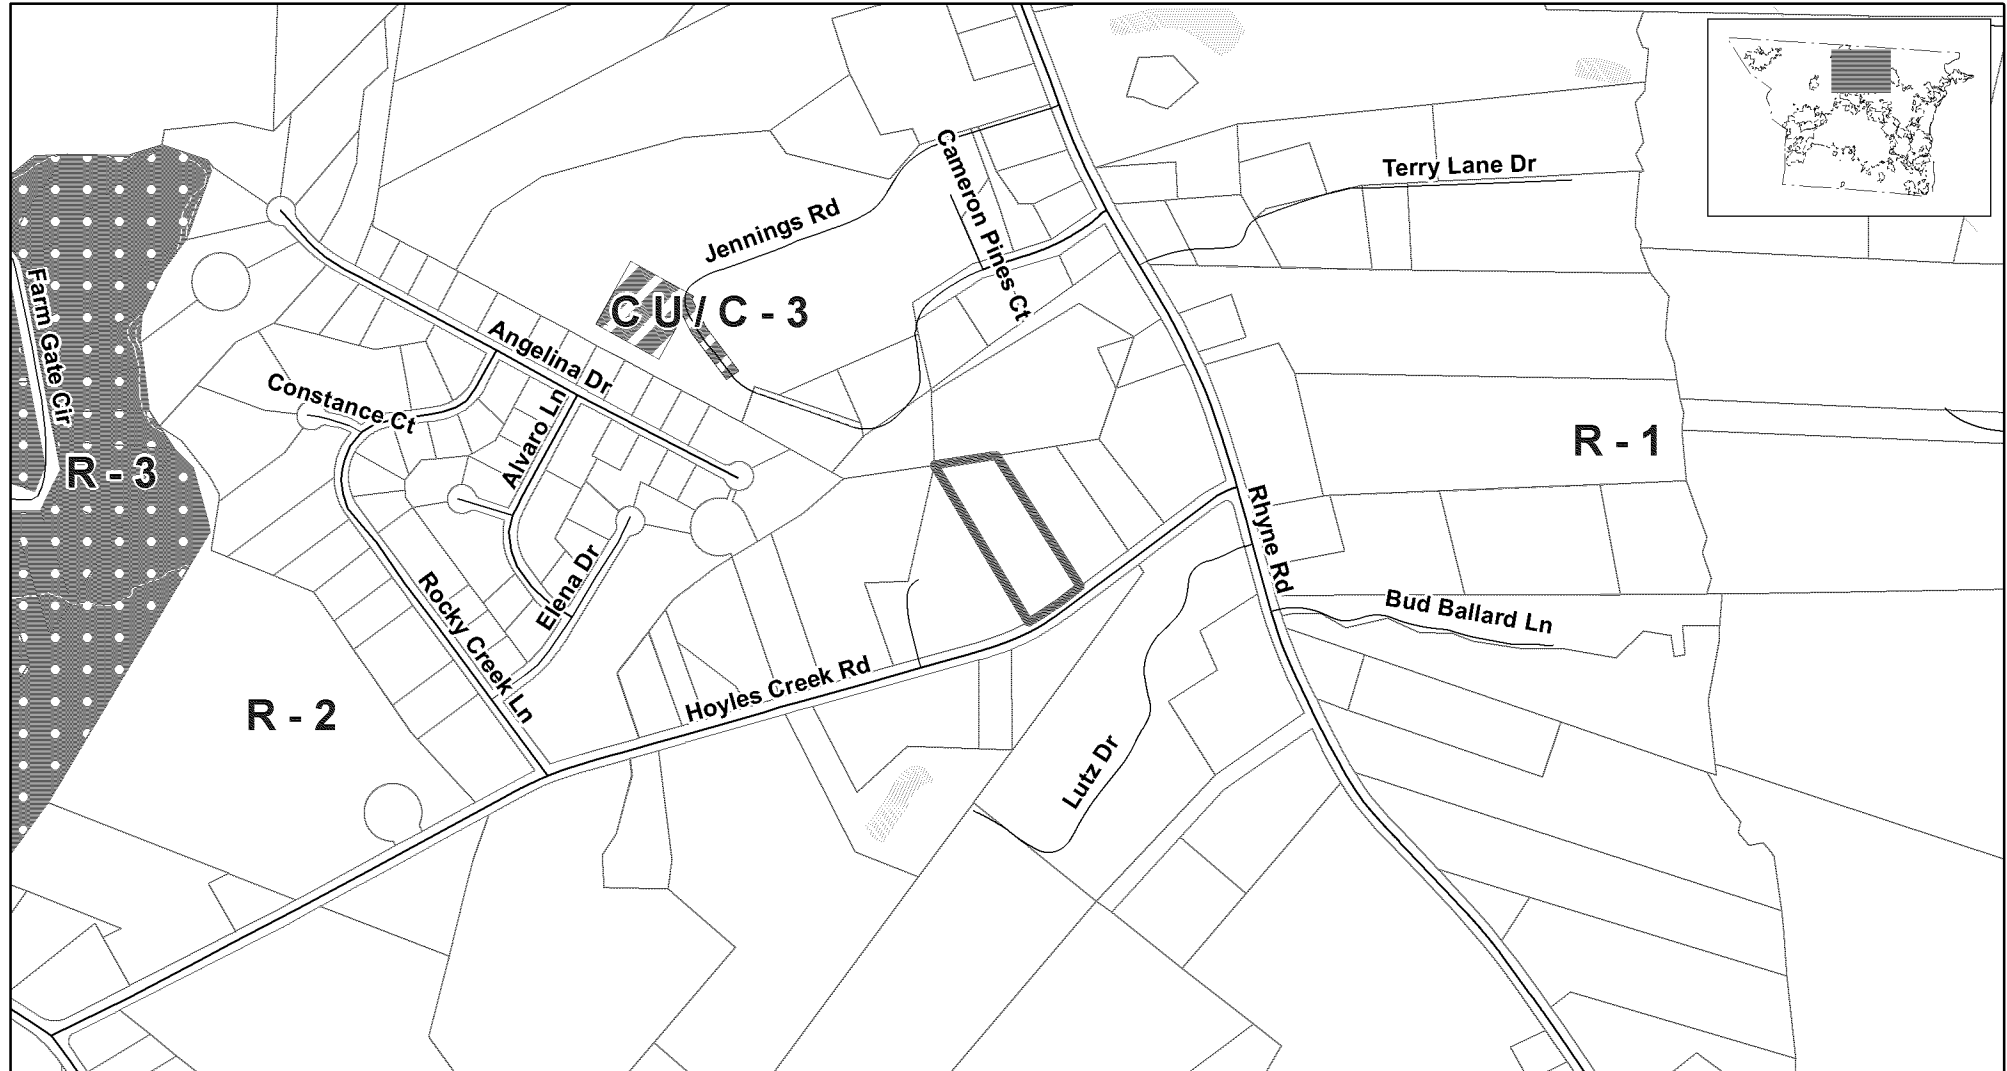 Terry Lane Dr
Cameron Pines Ct
Jennings Rd
Farm Gate Cir
C U / C - 3
Angelina Dr
Constance Ct
Alvaro Ln
R - 1
R - 3
Rhyne Rd
Elena Dr
Rocky Creek Ln
Bud Ballard Ln
Hoyles Creek Rd
R - 2
Lutz Dr